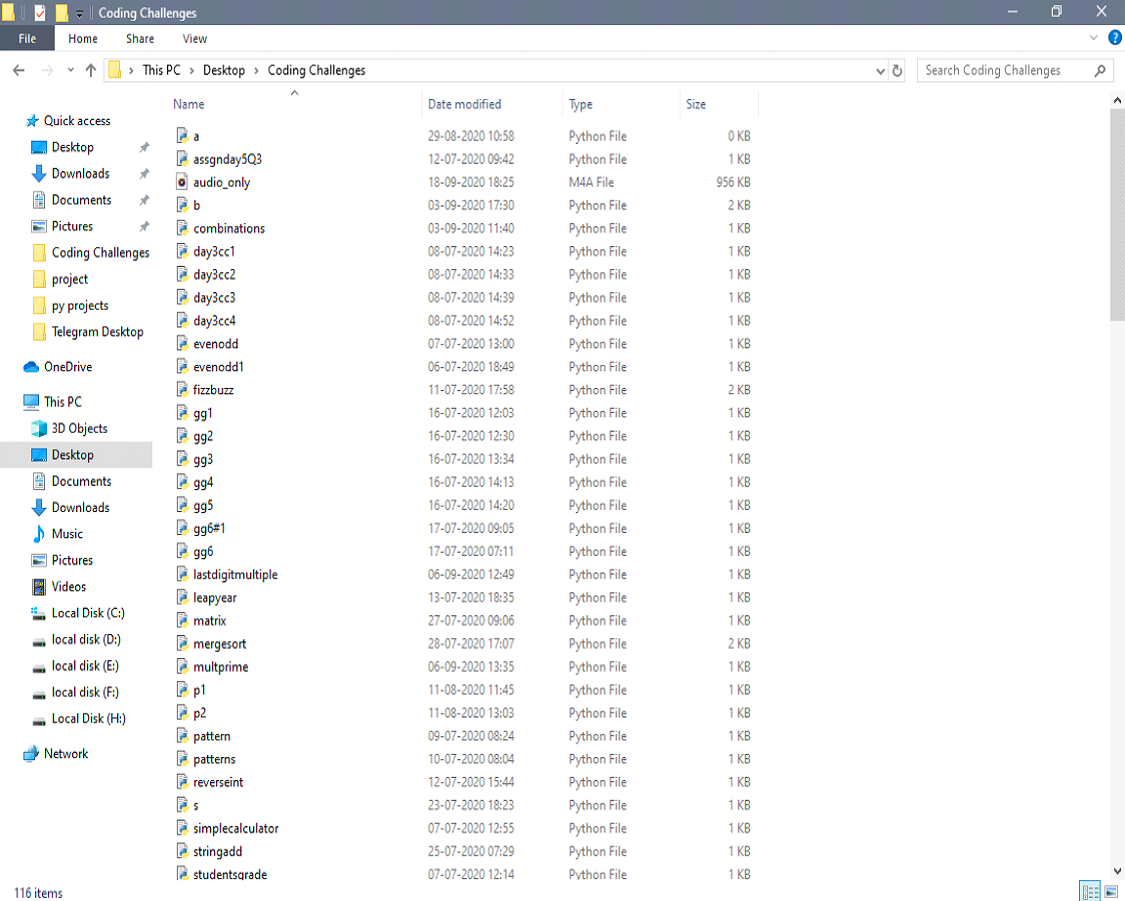 Coding Challenges
File Home Share View
This PC Desktop Coding Challenges Search Coding Challenges
Name Date modified Type Size
Quick access
Desktop
Downloads
Documents
Pictures
Coding Challenges
project
py projects
Telegram Desktop
OneDrive
This PC
3D Objects
Desktop
Documents
Downloads
Music
Pictures
Videos
Local Disk (C:)
local disk (D:)
local disk (E:)
local disk (F:)
Local Disk (H:)
Network
a 29-08-2020 10:58 Python File 0 KB
assgnday5Q3 12-07-2020 09:42 Python File 1 KB
audio_only 18-09-2020 18:25 M4A File 956 KB
b 03-09-2020 17:30 Python File 2 KB
combinations 03-09-2020 11:40 Python File 1 KB
day3cc1 08-07-2020 14:23 Python File 1 KB
day3cc2 08-07-2020 14:33 Python File 1 KB
day3cc3 08-07-2020 14:39 Python File 1 KB
day3cc4 08-07-2020 14:52 Python File 1 KB
evenodd 07-07-2020 13:00 Python File 1 KB
evenodd1 06-07-2020 18:49 Python File 1 KB
fizzbuzz 11-07-2020 17:58 Python File 2 KB
gg1 16-07-2020 12:03 Python File 1 KB
gg2 16-07-2020 12:30 Python File 1 KB
gg3 16-07-2020 13:34 Python File 1 KB
gg4 16-07-2020 14:13 Python File 1 KB
gg5 16-07-2020 14:20 Python File 1 KB
gg6#1 17-07-2020 09:05 Python File 1 KB
gg6 17-07-2020 07:11 Python File 1 KB
lastdigitmultiple 06-09-2020 12:49 Python File 1 KB
leapyear 13-07-2020 18:35 Python File 1 KB
matrix 27-07-2020 09:06 Python File 1 KB
mergesort 28-07-2020 17:07 Python File 2 KB
multprime 06-09-2020 13:35 Python File 1 KB
p1 11-08-2020 11:45 Python File 1 KB
p2 11-08-2020 13:03 Python File 1 KB
pattern 09-07-2020 08:24 Python File 1 KB
patterns 10-07-2020 08:04 Python File 1 KB
reverseint 12-07-2020 15:44 Python File 1 KB
s 23-07-2020 18:23 Python File 1 KB
simplecalculator 07-07-2020 12:55 Python File 1 KB
stringadd 25-07-2020 07:29 Python File 1 KB
studentsgrade 07-07-2020 12:14 Python File 1 KB
116 items